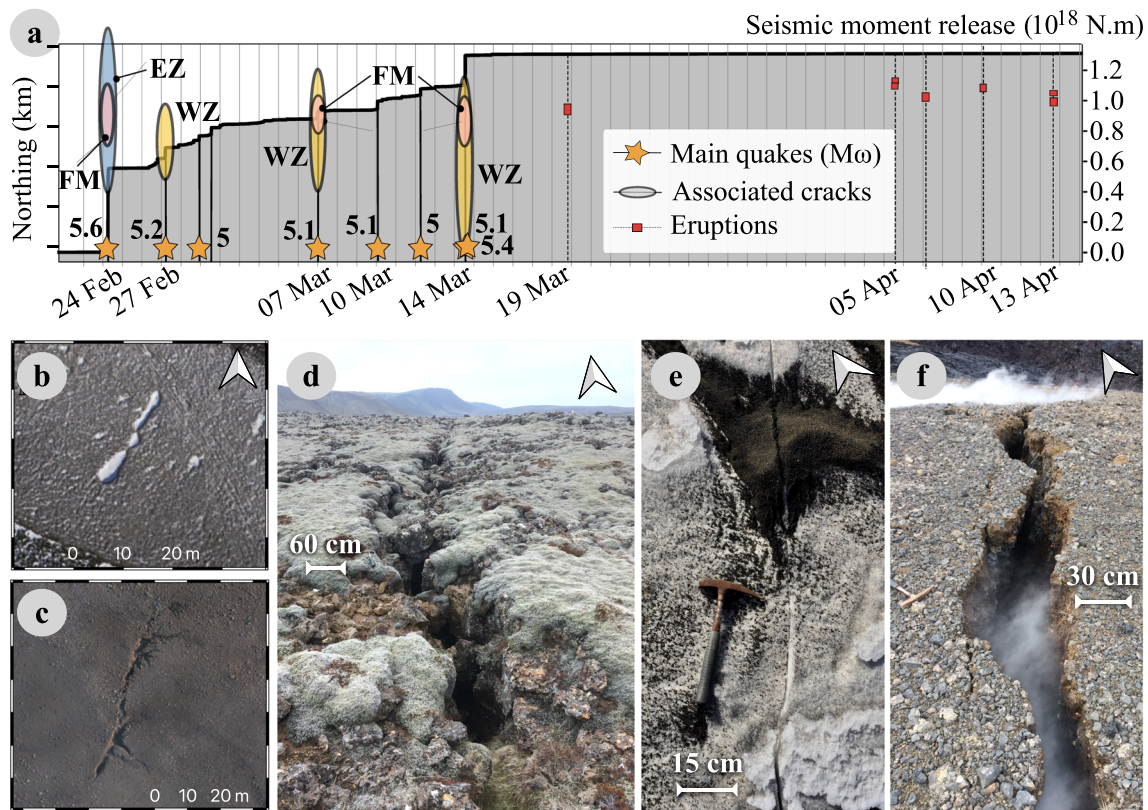 a
Seismic moment release (10¹⁸ N.m)
Northing (km)
EZ
WZ
FM
FM
WZ
WZ
5.6
5.2
5
5.1
5.1
5
5.1
5.4
Main quakes (Mω)
Associated cracks
Eruptions
1.2
1.0
0.8
0.6
0.4
0.2
0.0
24 Feb
27 Feb
07 Mar
10 Mar
14 Mar
19 Mar
05 Apr
10 Apr
13 Apr
b
0 10 20 m
c
0 10 20 m
d
60 cm
e
15 cm
f
30 cm